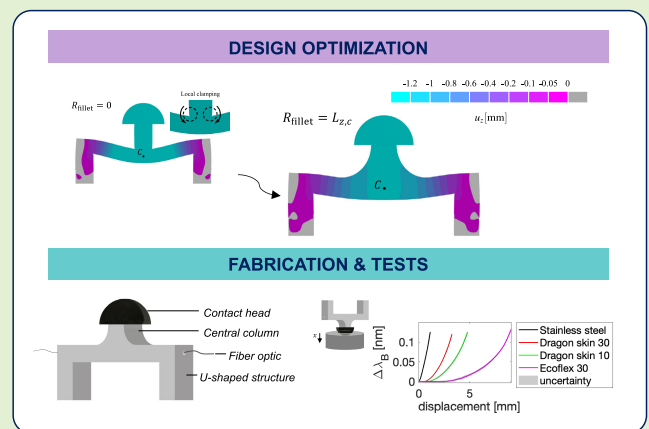 DESIGN OPTIMIZATION
Local clamping
R_fillet = 0
C
-1.2 -1 -0.8 -0.6 -0.4 -0.2 -0.1 -0.05 0
u_z[mm]
R_fillet = L_z,c
C
FABRICATION & TESTS
Contact head
Central column
Fiber optic
U-shaped structure
z
Δλ_B [nm]
0.1
0.05
0
0 5
displacement [mm]
Stainless steel
Dragon skin 30
Dragon skin 10
Ecoflex 30
uncertainty